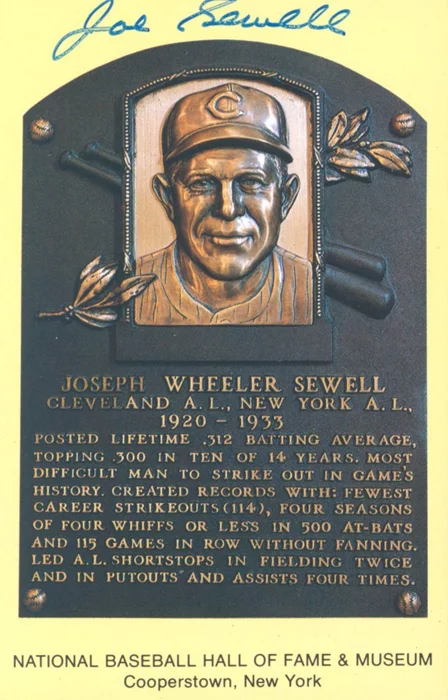 Joe Sewell
C
JOSEPH WHEELER SEWELL
CLEVELAND A.L., NEW YORK A.L.,
1920 – 1933
POSTED LIFETIME .312 BATTING AVERAGE,
TOPPING .300 IN TEN OF 14 YEARS. MOST
DIFFICULT MAN TO STRIKE OUT IN GAME'S
HISTORY. CREATED RECORDS WITH: FEWEST
CAREER STRIKEOUTS (114), FOUR SEASONS
OF FOUR WHIFFS OR LESS IN 500 AT-BATS
AND 115 GAMES IN ROW WITHOUT FANNING.
LED A.L. SHORTSTOPS IN FIELDING TWICE
AND IN PUTOUTS AND ASSISTS FOUR TIMES.
NATIONAL BASEBALL HALL OF FAME & MUSEUM
Cooperstown, New York